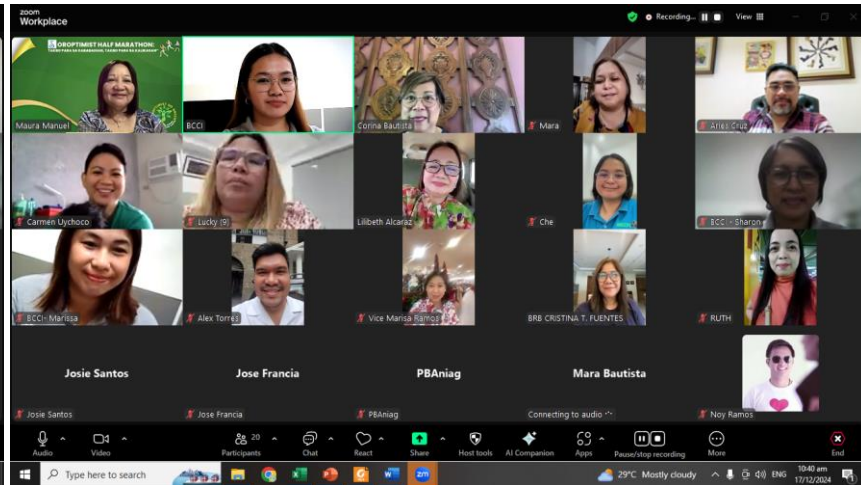 zoom
Workplace
Recording...
View
OROPTIMIST HALF MARATHON:
Maura Manuel
BCCI
Corina Bautista
Mara
Aries Cruz
Carmen Uychoco
Lucky (9)
Lilibeth Alcaraz
Che
BCCI - Sharon
BCCI- Marissa
Alex Torres
Vice Marisa Ramos
BRB CRISTINA T. FUENTES
RUTH
Josie Santos
Jose Francia
PBAniag
Mara Bautista
Josie Santos
Jose Francia
PBAniag
Connecting to audio
Noy Ramos
20
Audio
Video
Participants
Chat
React
Share
Host tools
AI Companion
Apps
Pause/stop recording
More
End
Type here to search
zm
29°C Mostly cloudy
ENG
10:40 am
17/12/2024